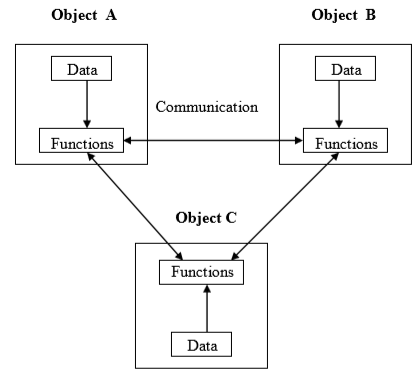 Object A
Object B
Data
Data
Communication
Functions
Functions
Object C
Functions
Data